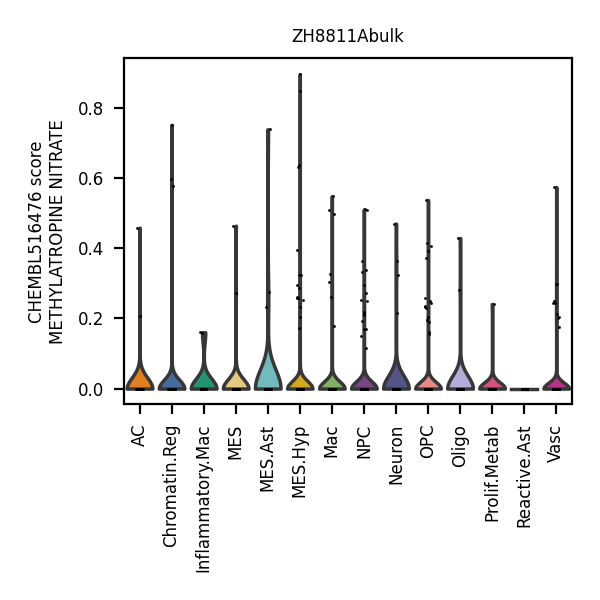 ZH8811Abulk
CHEMBL516476 score
METHYLATROPINE NITRATE
0.8
0.6
0.4
0.2
0.0
AC
Chromatin.Reg
Inflammatory.Mac
MES
MES.Ast
MES.Hyp
Mac
NPC
Neuron
OPC
Oligo
Prolif.Metab
Reactive.Ast
Vasc